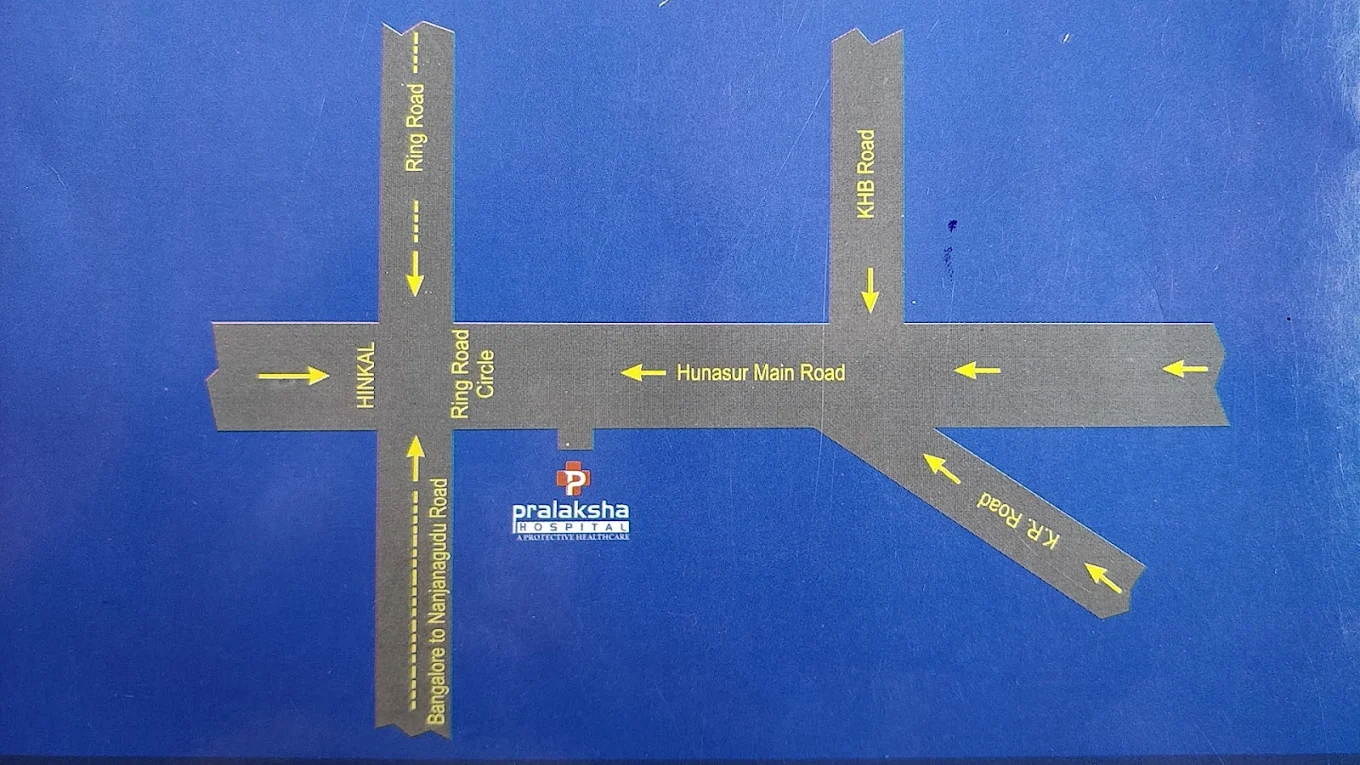 Ring Road
KHB Road
HINKAL
Ring Road
Circle
Hunasur Main Road
Bangalore to Nanjanagudu Road
P
pralaksha
HOSPITAL
A PROTECTIVE HEALTHCARE
K.R. Road